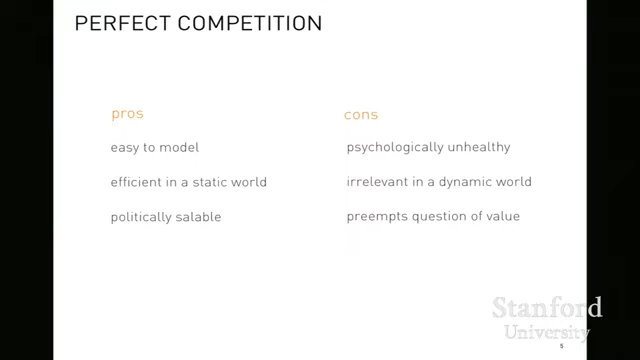 PERFECT COMPETITION
pros
cons
easy to model
psychologically unhealthy
efficient in a static world
irrelevant in a dynamic world
politically salable
preempts question of value
Stanford
University
5